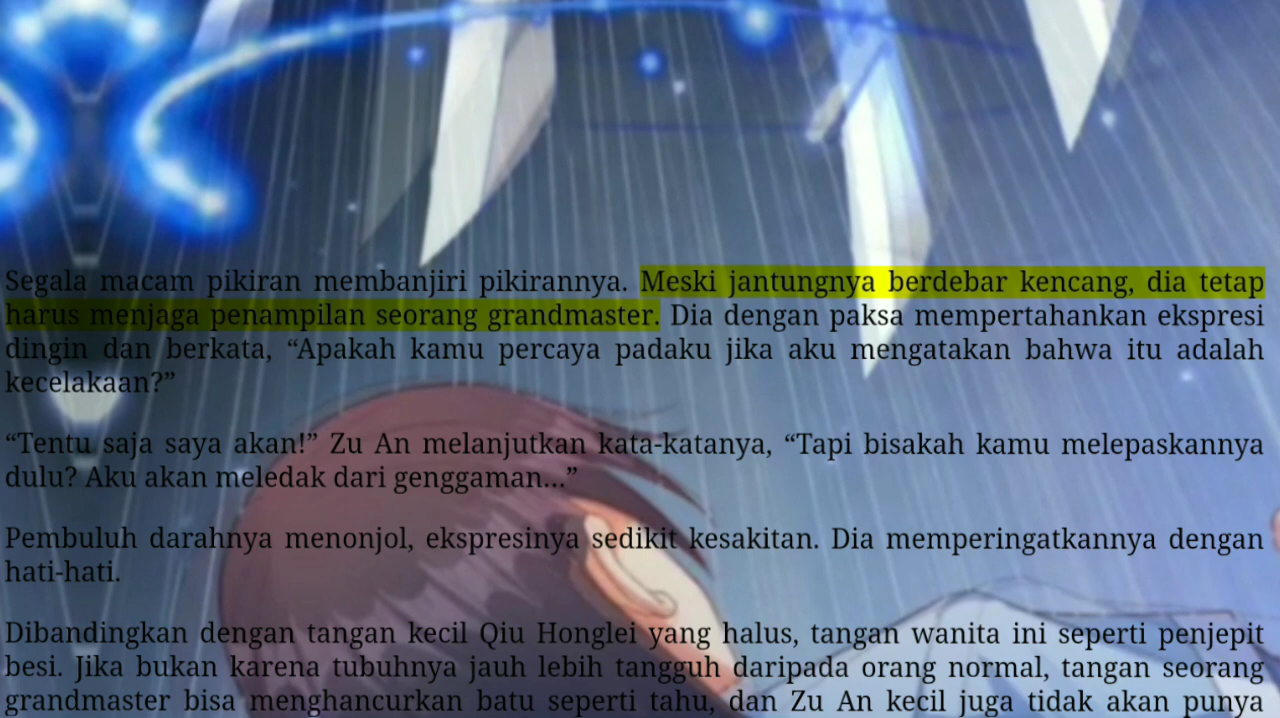 Segala macam pikiran membanjiri pikirannya. Meski jantungnya berdebar kencang, dia tetap
harus menjaga penampilan seorang grandmaster. Dia dengan paksa mempertahankan ekspresi
dingin dan berkata, “Apakah kamu percaya padaku jika aku mengatakan bahwa itu adalah
kecelakaan?”
“Tentu saja saya akan!” Zu An melanjutkan kata-katanya, “Tapi bisakah kamu melepaskannya
dulu? Aku akan meledak dari genggaman...”
Pembuluh darahnya menonjol, ekspresinya sedikit kesakitan. Dia memperingatkannya dengan
hati-hati.
Dibandingkan dengan tangan kecil Qiu Honglei yang halus, tangan wanita ini seperti penjepit
besi. Jika bukan karena tubuhnya jauh lebih tangguh daripada orang normal, tangan seorang
grandmaster bisa menghancurkan batu seperti tahu, dan Zu An kecil juga tidak akan punya